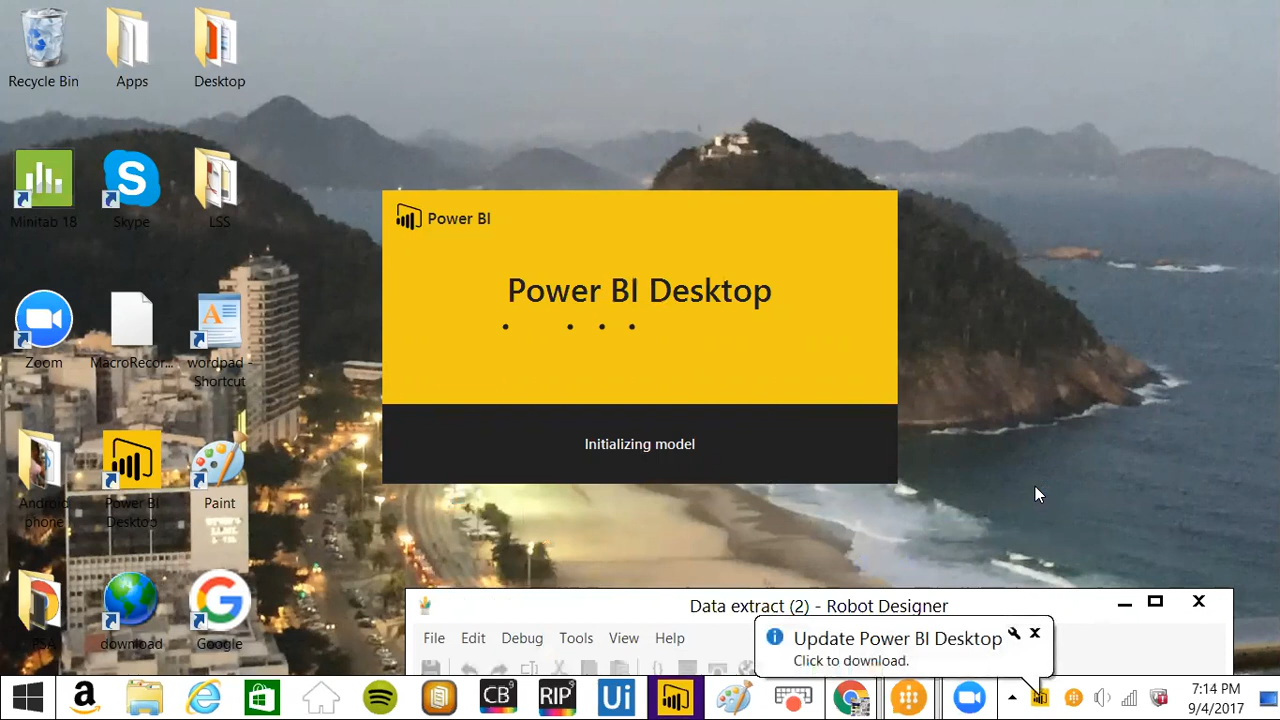 Recycle Bin
Apps
Desktop
Minitab 18
Skype
LSS
Zoom
MacroRecor...
wordpad -
Shortcut
Android
phone
Power BI
Desktop
Paint
PSA
download
Google
Power BI
Power BI Desktop
Initializing model
Data extract (2) - Robot Designer
File Edit Debug Tools View Help
Update Power BI Desktop
Click to download.
CB
RIP
Ui
7:14 PM
9/4/2017